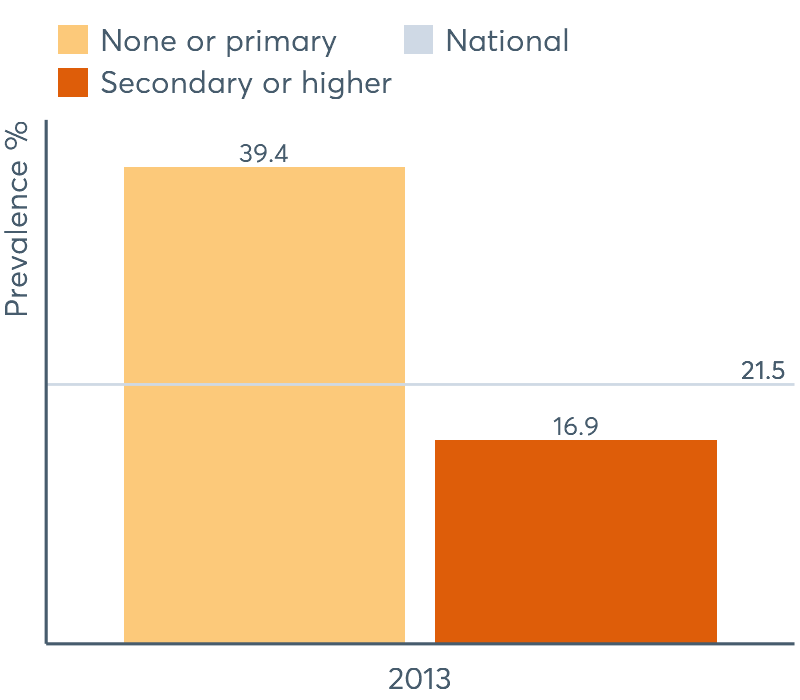 None or primary
National
Secondary or higher
Prevalence %
39.4
21.5
16.9
2013